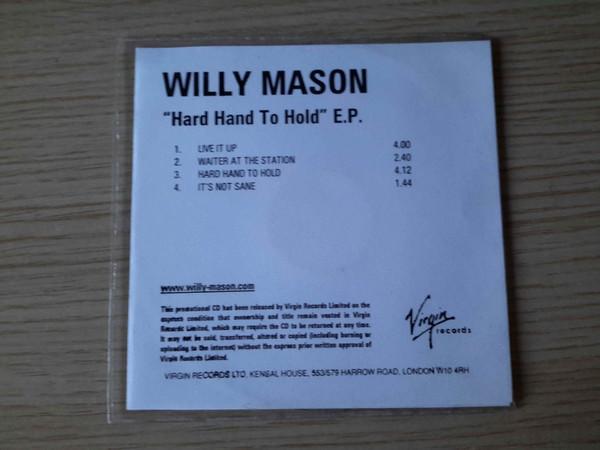 WILLY MASON
"Hard Hand To Hold" E.P.
1. LIVE IT UP 4.00
2. WAITER AT THE STATION 2.40
3. HARD HAND TO HOLD 4.12
4. IT'S NOT SANE 1.44
www.willy-mason.com
This promotional CD has been released by Virgin Records Limited on the
express condition that ownership and title remain vested in Virgin
Records Limited, which may require the CD to be returned at any time.
It may not be said, transferred, altered or copied (including burning or
uploading to the internet) without the express prior written approval of
Virgin Records Limited.
Virgin
records
VIRGIN RECORDS LTD, KENSAL HOUSE, 553/579 HARROW ROAD, LONDON W10 4RH